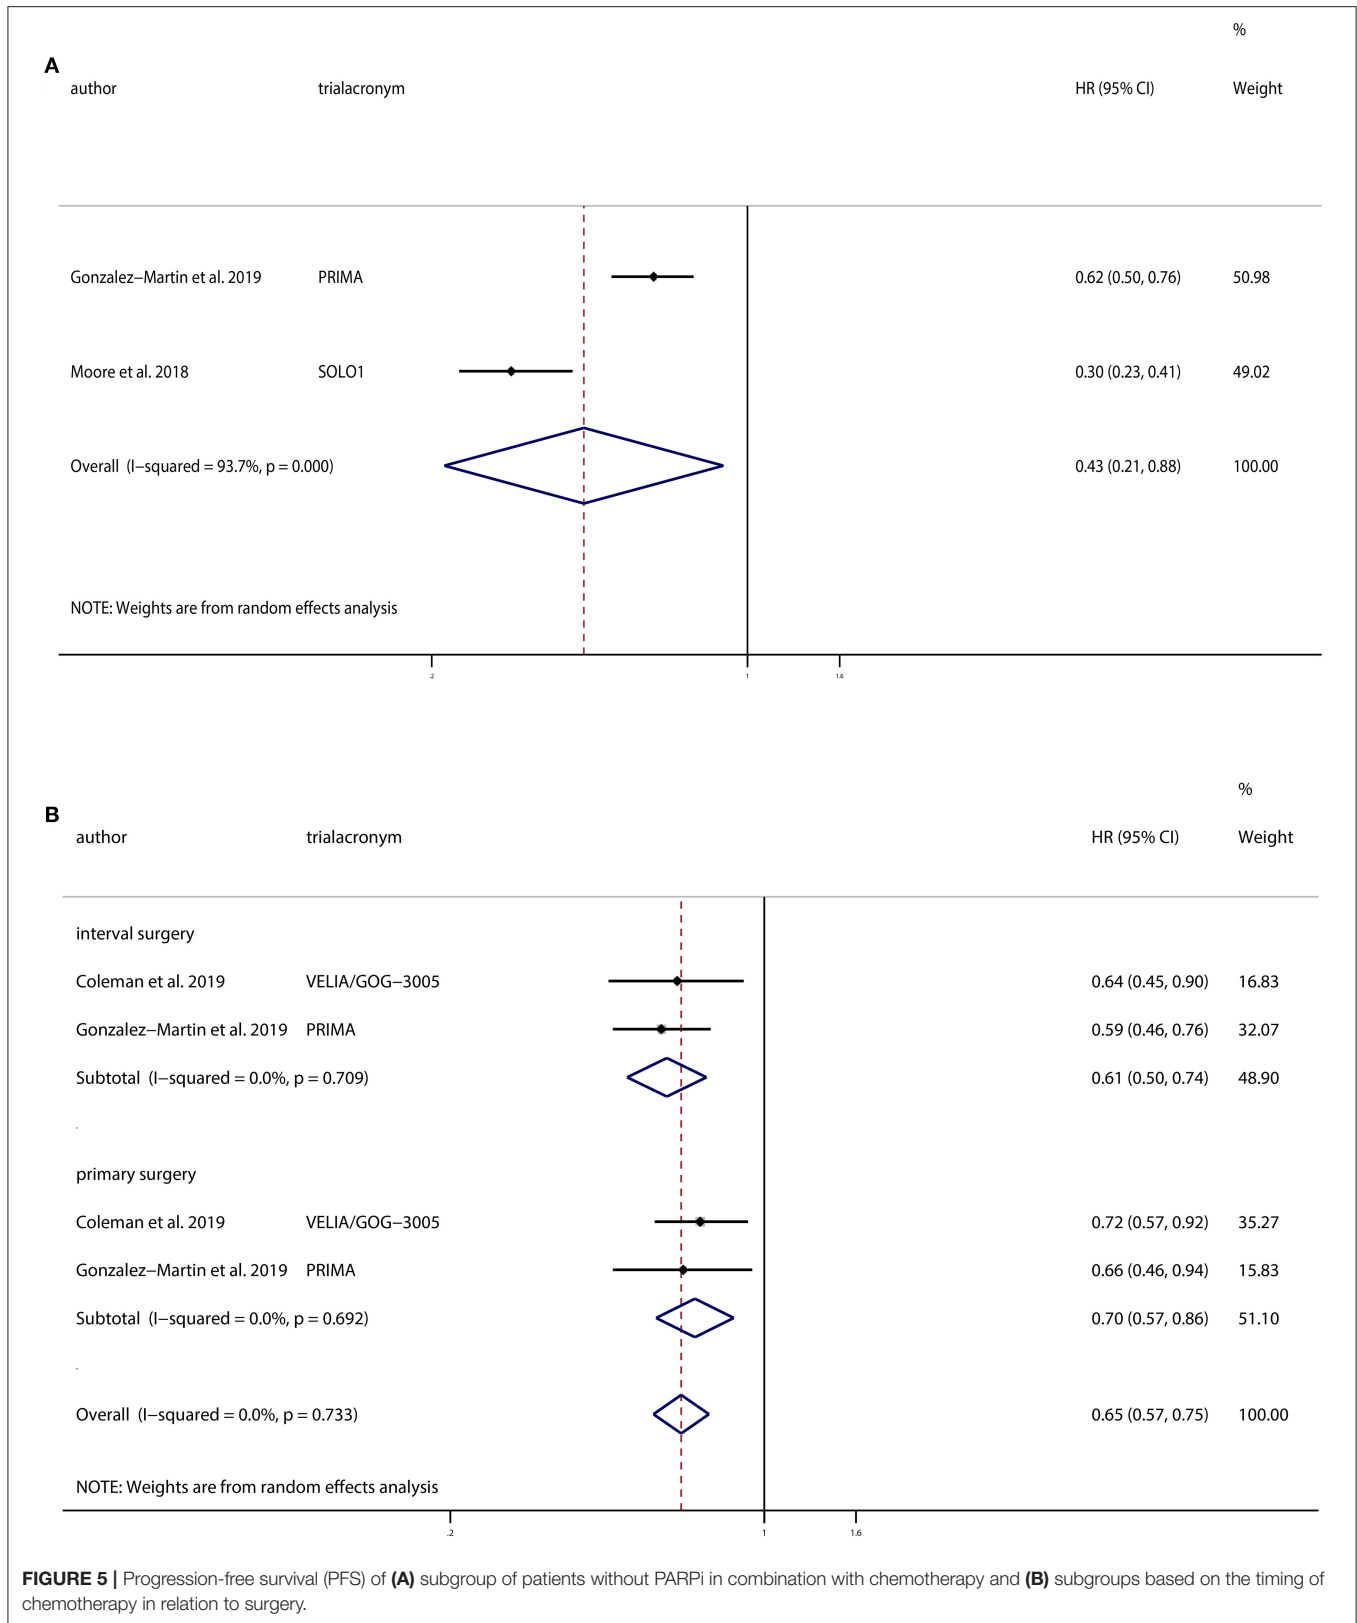 %
A
author trialacronym HR (95% CI) Weight
Gonzalez−Martin et al. 2019 PRIMA 0.62 (0.50, 0.76) 50.98
Moore et al. 2018 SOLO1 0.30 (0.23, 0.41) 49.02
Overall (I−squared = 93.7%, p = 0.000) 0.43 (0.21, 0.88) 100.00
NOTE: Weights are from random effects analysis
.2 1 1.6
%
B
author trialacronym HR (95% CI) Weight
interval surgery
Coleman et al. 2019 VELIA/GOG−3005 0.64 (0.45, 0.90) 16.83
Gonzalez−Martin et al. 2019 PRIMA 0.59 (0.46, 0.76) 32.07
Subtotal (I−squared = 0.0%, p = 0.709) 0.61 (0.50, 0.74) 48.90
.
primary surgery
Coleman et al. 2019 VELIA/GOG−3005 0.72 (0.57, 0.92) 35.27
Gonzalez−Martin et al. 2019 PRIMA 0.66 (0.46, 0.94) 15.83
Subtotal (I−squared = 0.0%, p = 0.692) 0.70 (0.57, 0.86) 51.10
.
Overall (I−squared = 0.0%, p = 0.733) 0.65 (0.57, 0.75) 100.00
NOTE: Weights are from random effects analysis
.2 1 1.6
FIGURE 5 | Progression-free survival (PFS) of (A) subgroup of patients without PARPi in combination with chemotherapy and (B) subgroups based on the timing of
chemotherapy in relation to surgery.